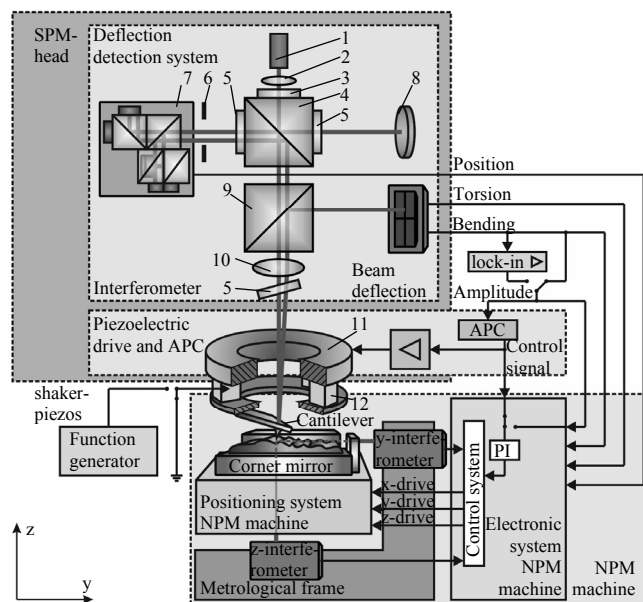 SPM-
head
Deflection
detection system
1
2
3
4
5
5
6
7
8
Position
Torsion
Bending
9
lock-in
10
5
Interferometer
Beam
deflection
Amplitude
APC
Piezoelectric
drive and APC
11
Control
signal
shaker-
piezos
12
Cantilever
Function
generator
y-interfe-
rometer
PI
Corner mirror
Control system
x-drive
y-drive
z-drive
Positioning system
NPM machine
Electronic
system
NPM
machine
z-interfe-
rometer
Metrological frame
NPM
machine
z
y